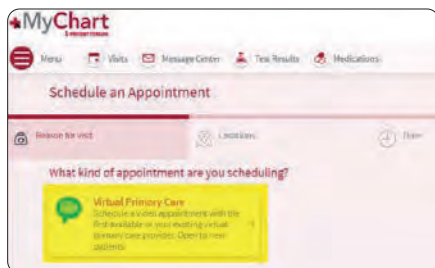 MyChart
Menu Visits Message Center Test Results Medications
Schedule an Appointment
Reason for visit Locations Time
What kind of appointment are you scheduling?
Virtual Primary Care
Schedule a video appointment with the
first available or your existing virtual
primary care provider. Open to new
patients